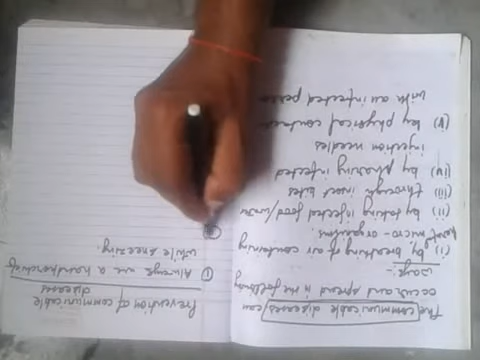 The communicable diseases can
occur and spread in the following
ways:-
(i) by breathing of air containing
micro-organisms
(ii) by taking infected food/
(iii) through insect bites
(iv) by sharing infected
injection needles
(v) by physical contact
with an infected person
Prevention of communicable
diseases
① Always use a handkerchief
while sneezing
②